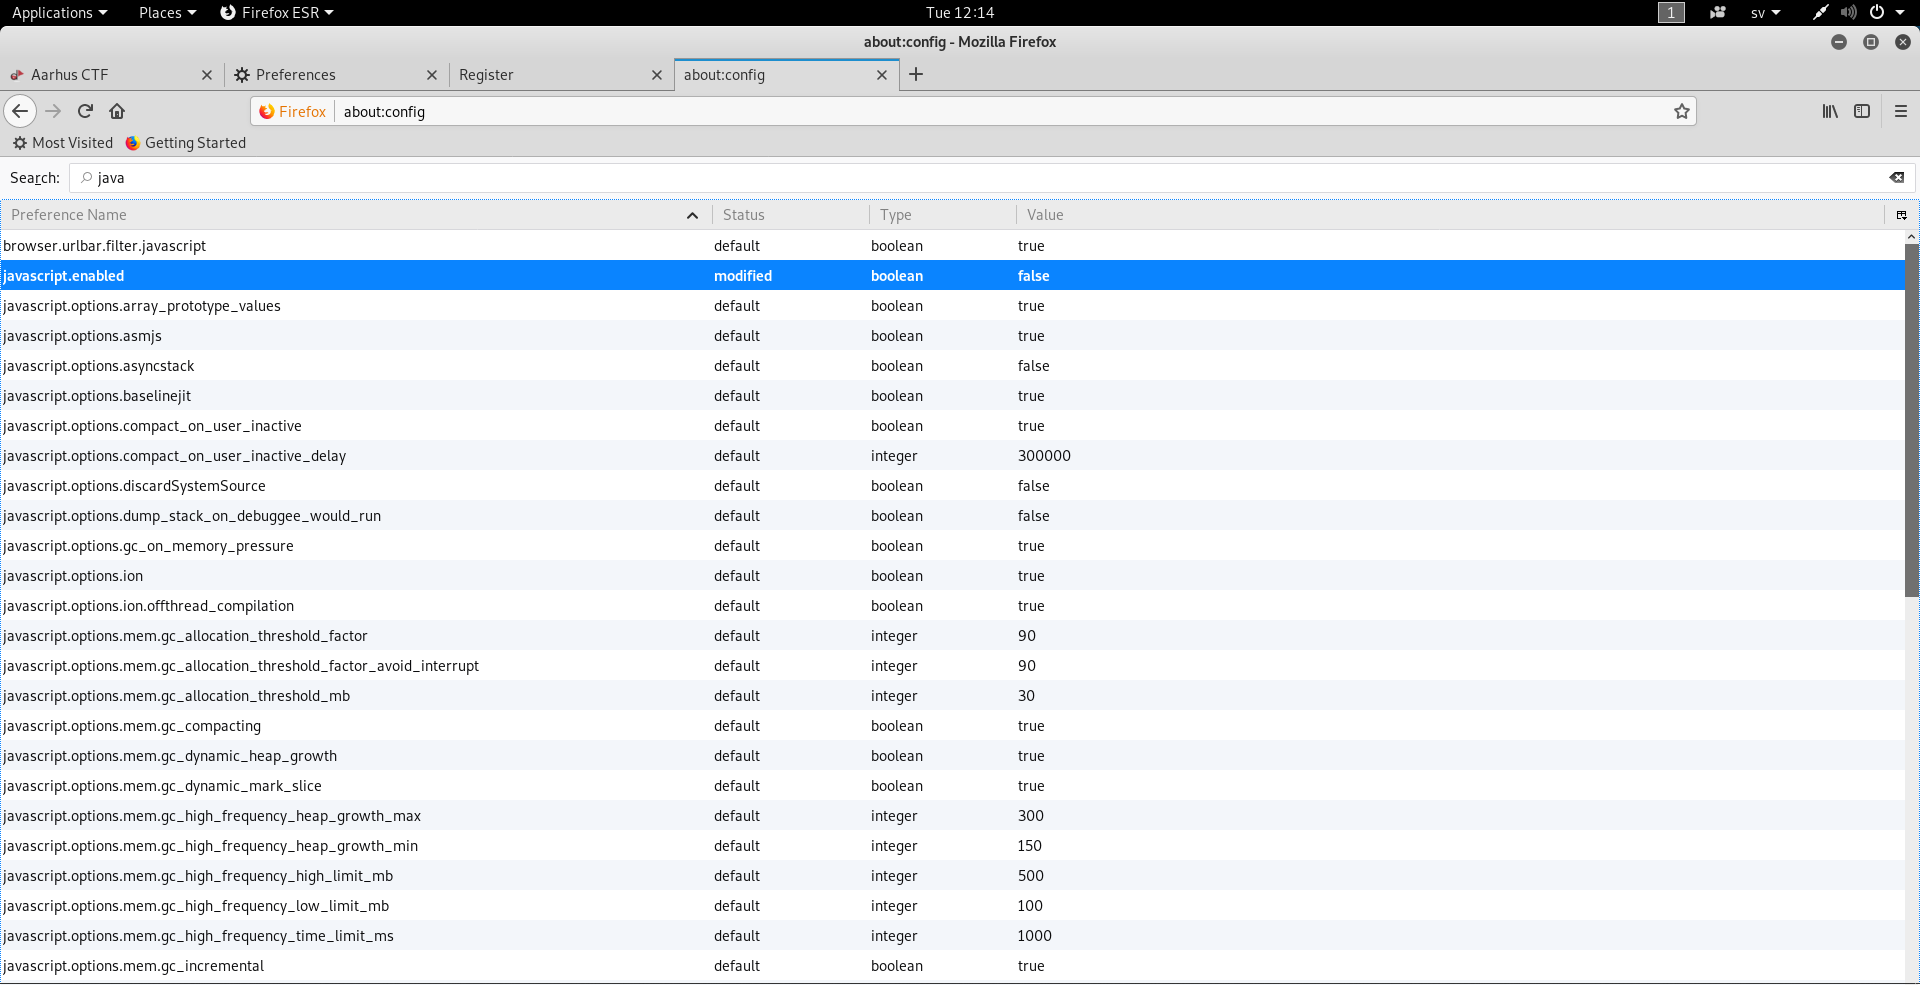 Applications Places Firefox ESR Tue 12:14 1 sv
about:config - Mozilla Firefox
Aarhus CTF Preferences Register about:config
Firefox about:config
Most Visited Getting Started
Search: java
Preference Name Status Type Value
browser.urlbar.filter.javascript default boolean true
javascript.enabled modified boolean false
javascript.options.array_prototype_values default boolean true
javascript.options.asmjs default boolean true
javascript.options.asyncstack default boolean false
javascript.options.baselinejit default boolean true
javascript.options.compact_on_user_inactive default boolean true
javascript.options.compact_on_user_inactive_delay default integer 300000
javascript.options.discardSystemSource default boolean false
javascript.options.dump_stack_on_debuggee_would_run default boolean false
javascript.options.gc_on_memory_pressure default boolean true
javascript.options.ion default boolean true
javascript.options.ion.offthread_compilation default boolean true
javascript.options.mem.gc_allocation_threshold_factor default integer 90
javascript.options.mem.gc_allocation_threshold_factor_avoid_interrupt default integer 90
javascript.options.mem.gc_allocation_threshold_mb default integer 30
javascript.options.mem.gc_compacting default boolean true
javascript.options.mem.gc_dynamic_heap_growth default boolean true
javascript.options.mem.gc_dynamic_mark_slice default boolean true
javascript.options.mem.gc_high_frequency_heap_growth_max default integer 300
javascript.options.mem.gc_high_frequency_heap_growth_min default integer 150
javascript.options.mem.gc_high_frequency_high_limit_mb default integer 500
javascript.options.mem.gc_high_frequency_low_limit_mb default integer 100
javascript.options.mem.gc_high_frequency_time_limit_ms default integer 1000
javascript.options.mem.gc_incremental default boolean true